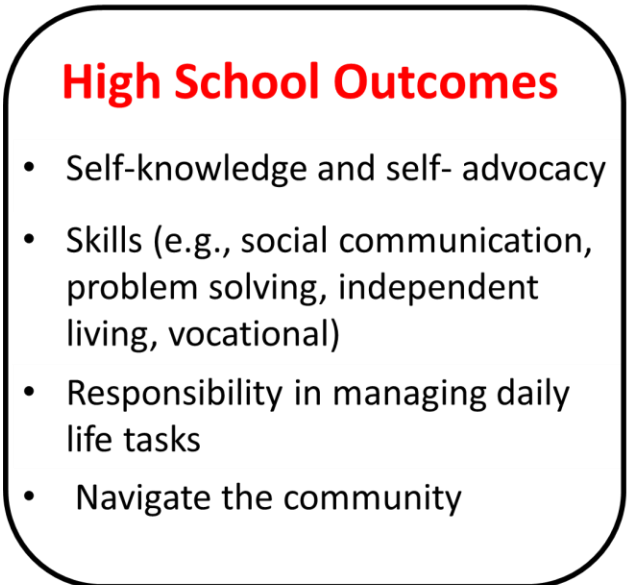 High School Outcomes
• Self-knowledge and self- advocacy
• Skills (e.g., social communication,
problem solving, independent
living, vocational)
• Responsibility in managing daily
life tasks
• Navigate the community